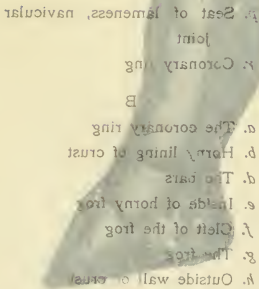 p. Seat of lameness, navicular
joint
r. Coronary ring
B
a. The coronary ring
b. Horny lining of crust
d. The bars
e. Inside of horny frog
f. Cleft of the frog
g. The frog
h. Outside wall of crust